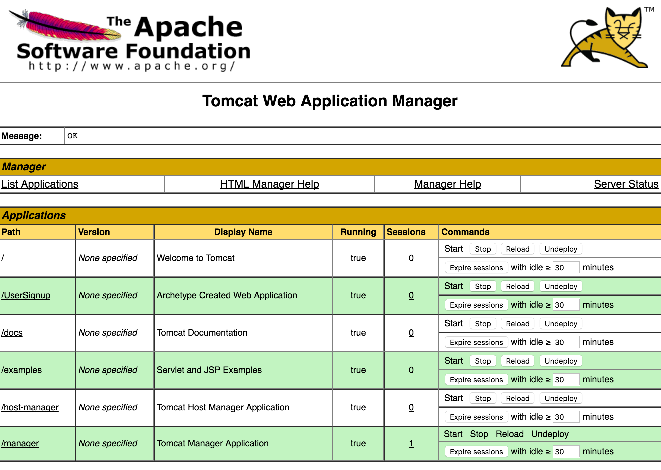 The Apache
Software Foundation
http://www.apache.org/
TM
Tomcat Web Application Manager
Message: OK
Manager
List Applications HTML Manager Help Manager Help Server Status
Applications
Path Version Display Name Running Sessions Commands
/ None specified Welcome to Tomcat true 0 Start Stop Reload Undeploy
Expire sessions with idle ≥ 30 minutes
/UserSignup None specified Archetype Created Web Application true 0 Start Stop Reload Undeploy
Expire sessions with idle ≥ 30 minutes
/docs None specified Tomcat Documentation true 0 Start Stop Reload Undeploy
Expire sessions with idle ≥ 30 minutes
/examples None specified Servlet and JSP Examples true 0 Start Stop Reload Undeploy
Expire sessions with idle ≥ 30 minutes
/host-manager None specified Tomcat Host Manager Application true 0 Start Stop Reload Undeploy
Expire sessions with idle ≥ 30 minutes
/manager None specified Tomcat Manager Application true 1 Start Stop Reload Undeploy
Expire sessions with idle ≥ 30 minutes